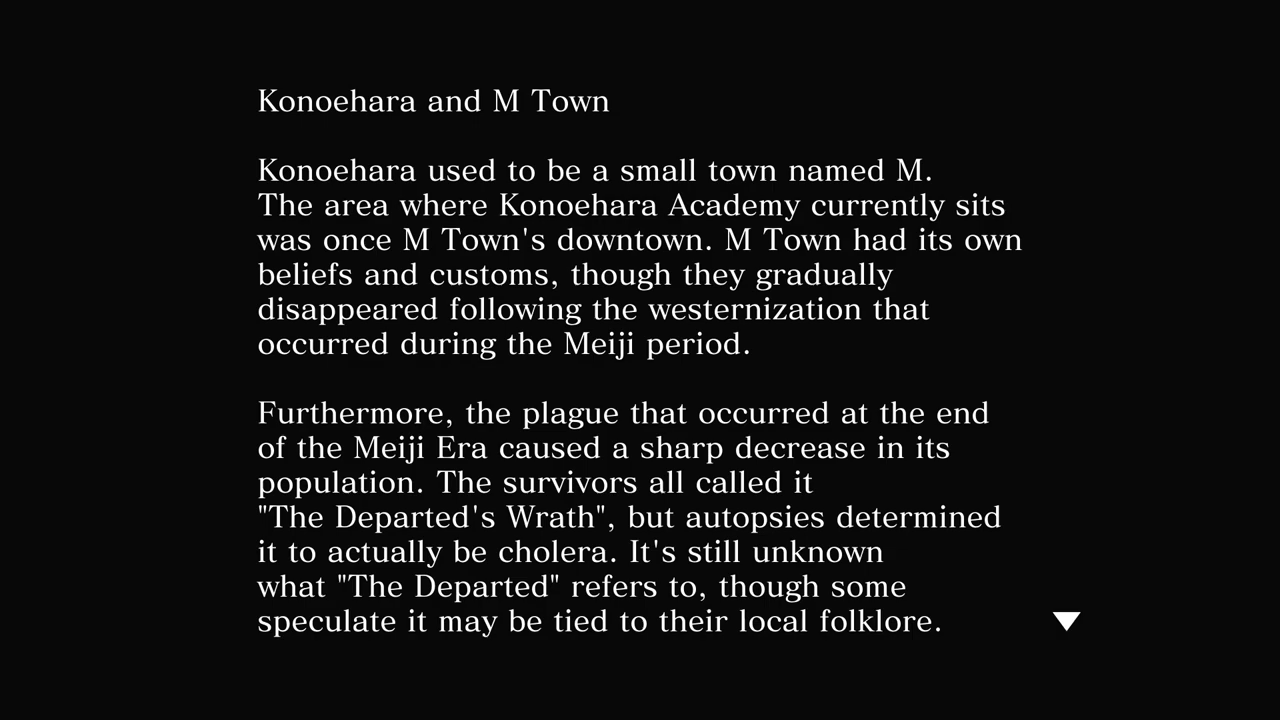 Konoehara and M Town
Konoehara used to be a small town named M.
The area where Konoehara Academy currently sits
was once M Town's downtown. M Town had its own
beliefs and customs, though they gradually
disappeared following the westernization that
occurred during the Meiji period.
Furthermore, the plague that occurred at the end
of the Meiji Era caused a sharp decrease in its
population. The survivors all called it
"The Departed's Wrath", but autopsies determined
it to actually be cholera. It's still unknown
what "The Departed" refers to, though some
speculate it may be tied to their local folklore.